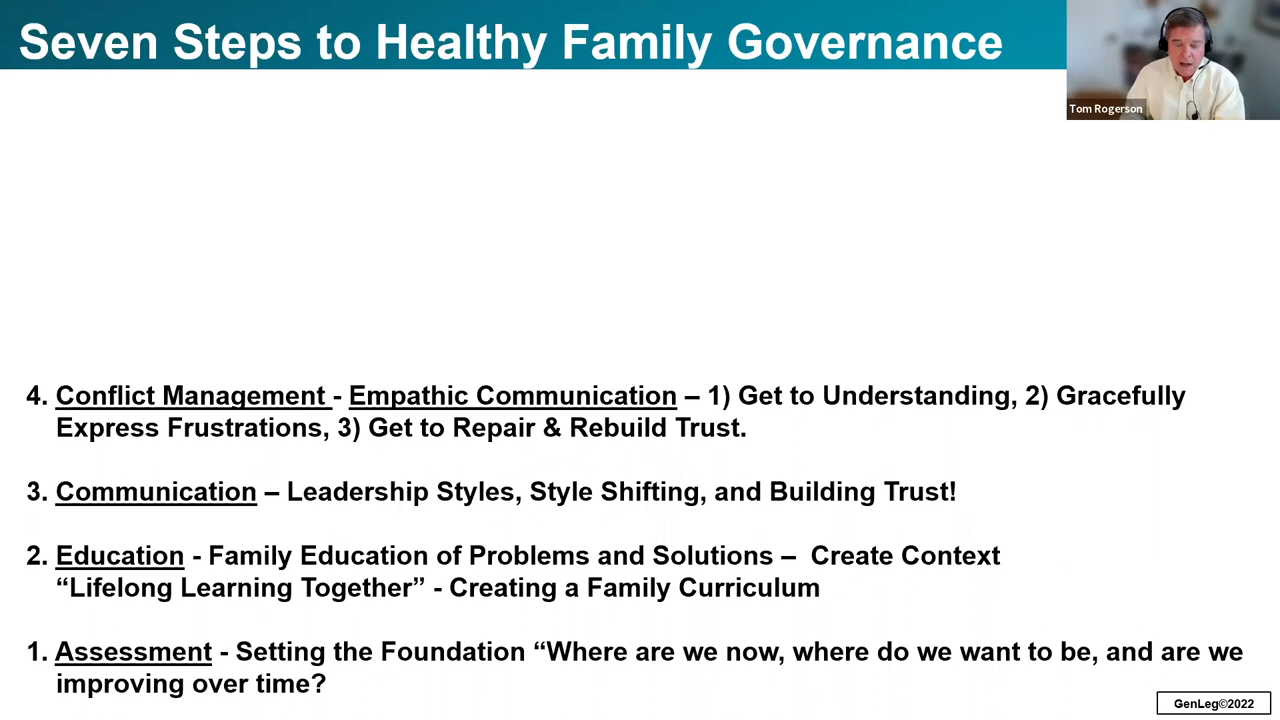 Seven Steps to Healthy Family Governance
Tom Rogerson
4. Conflict Management - Empathic Communication – 1) Get to Understanding, 2) Gracefully
Express Frustrations, 3) Get to Repair & Rebuild Trust.
3. Communication – Leadership Styles, Style Shifting, and Building Trust!
2. Education - Family Education of Problems and Solutions – Create Context
“Lifelong Learning Together” - Creating a Family Curriculum
1. Assessment - Setting the Foundation “Where are we now, where do we want to be, and are we
improving over time?
GenLeg©2022